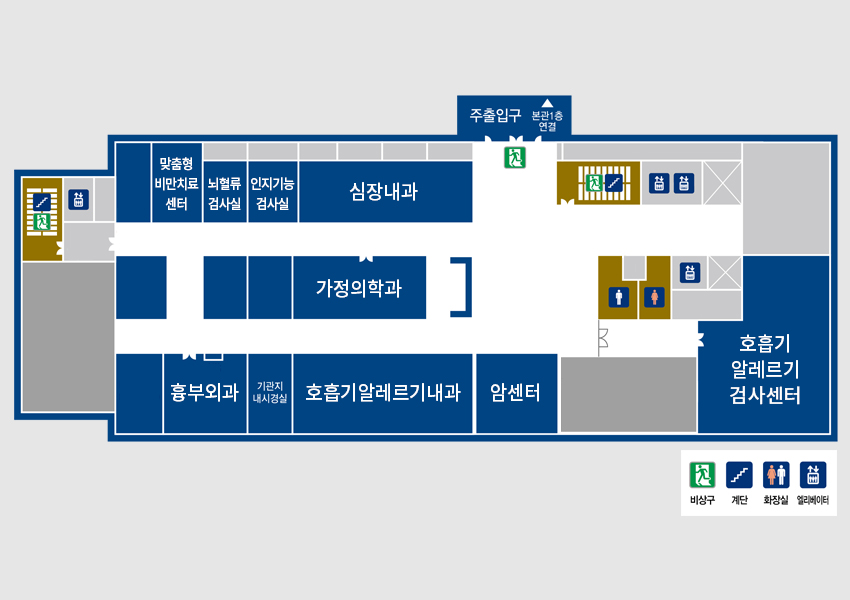 주출입구
본관1층
연결
맞춤형
비만치료
센터
뇌혈류
검사실
인지기능
검사실
심장내과
가정의학과
흉부외과
기관지
내시경실
호흡기알레르기내과
암센터
호흡기
알레르기
검사센터
비상구
계단
화장실
엘리베이터